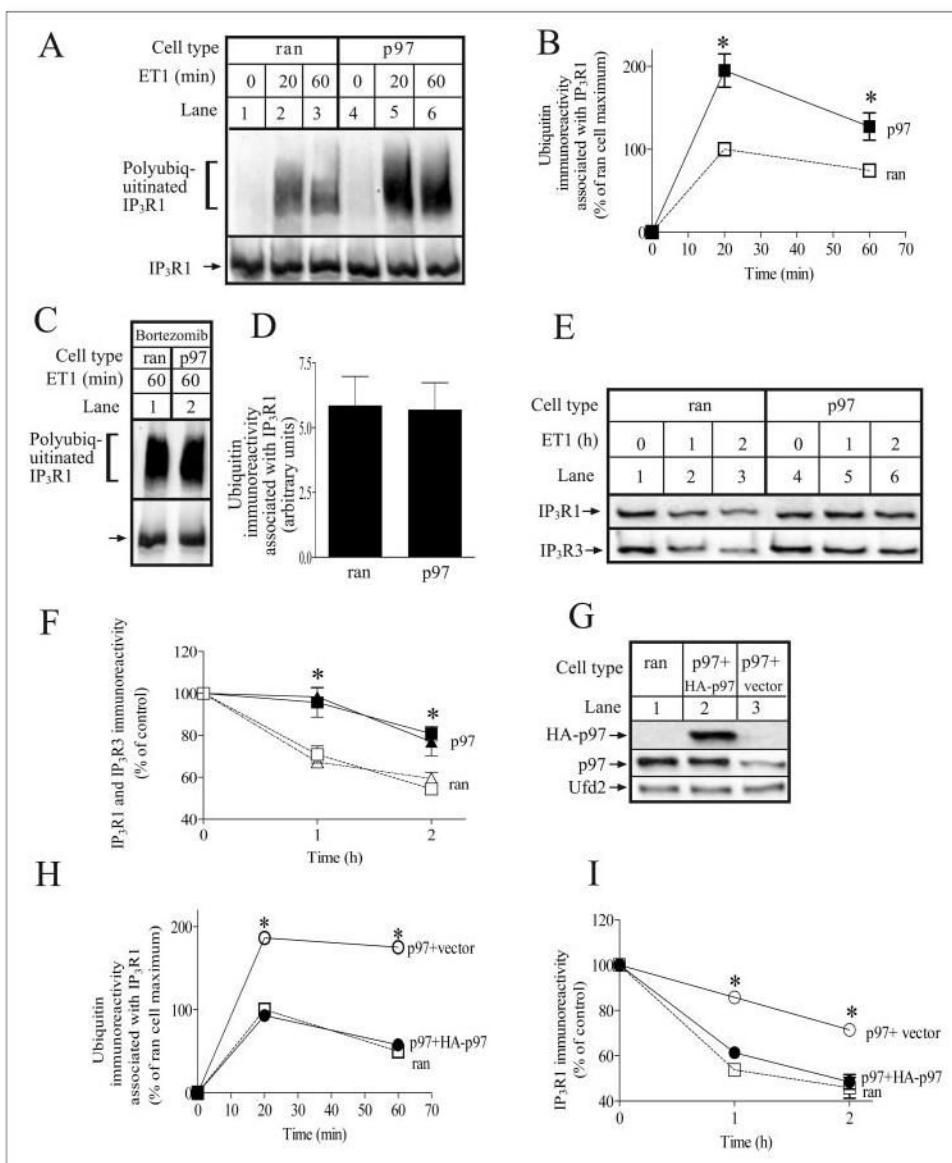 A
Cell type ran p97
ET1 (min) 0 20 60 0 20 60
Lane 1 2 3 4 5 6
Polyubiq-
uitinated
IP₃R1
IP₃R1
B
Ubiquitin
immunoreactivity
associated with IP₃R1
(% of ran cell maximum)
200
100
0
*
*
p97
ran
0 10 20 30 40 50 60 70
Time (min)
C
Bortezomib
Cell type ran p97
ET1 (min) 60 60
Lane 1 2
Polyubiq-
uitinated
IP₃R1
D
Ubiquitin
immunoreactivity
associated with IP₃R1
(arbitrary units)
7.5
5.0
2.5
0.0
ran p97
E
Cell type ran p97
ET1 (h) 0 1 2 0 1 2
Lane 1 2 3 4 5 6
IP₃R1
IP₃R3
F
IP₃R1 and IP₃R3 immunoreactivity
(% of control)
120
100
80
60
40
*
*
p97
ran
0 1 2
Time (h)
G
Cell type ran p97+ HA-p97 p97+ vector
Lane 1 2 3
HA-p97
p97
Ufd2
H
Ubiquitin
immunoreactivity
associated with IP₃R1
(% of ran cell maximum)
200
100
0
*
*
p97+vector
p97+HA-p97
ran
0 10 20 30 40 50 60 70
Time (min)
I
IP₃R1 immunoreactivity
(% of control)
120
100
80
60
40
*
*
p97+ vector
p97+HA-p97
ran
0 1 2
Time (h)